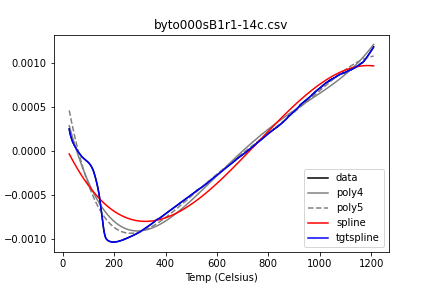 byto000sB1r1-14c.csv
0.0010
0.0005
0.0000
−0.0005
−0.0010
0
200
400
600
800
1000
1200
Temp (Celsius)
data
poly4
poly5
spline
tgtspline